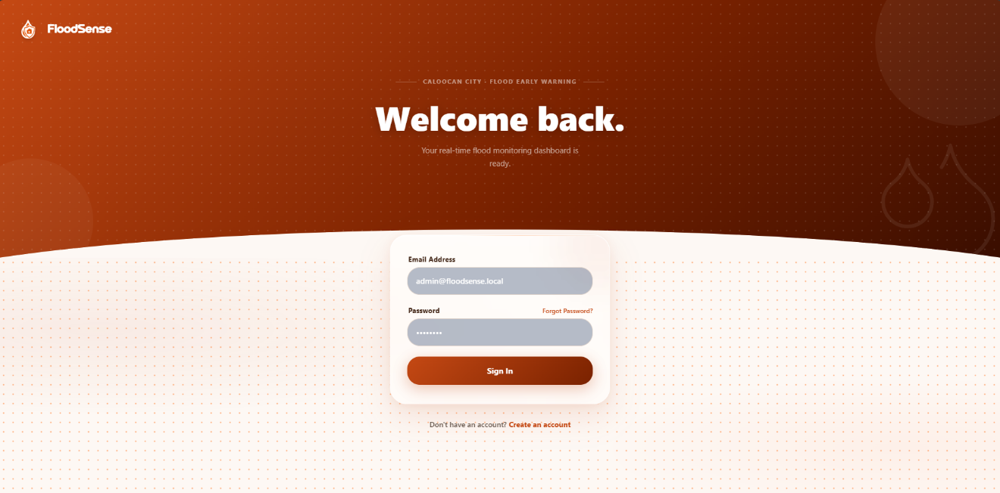 FloodSense
CALOOCAN CITY · FLOOD EARLY WARNING
Welcome back.
Your real-time flood monitoring dashboard is
ready.
Email Address
admin@floodsense.local
Password
Forgot Password?
••••••••
Sign In
Don't have an account? Create an account